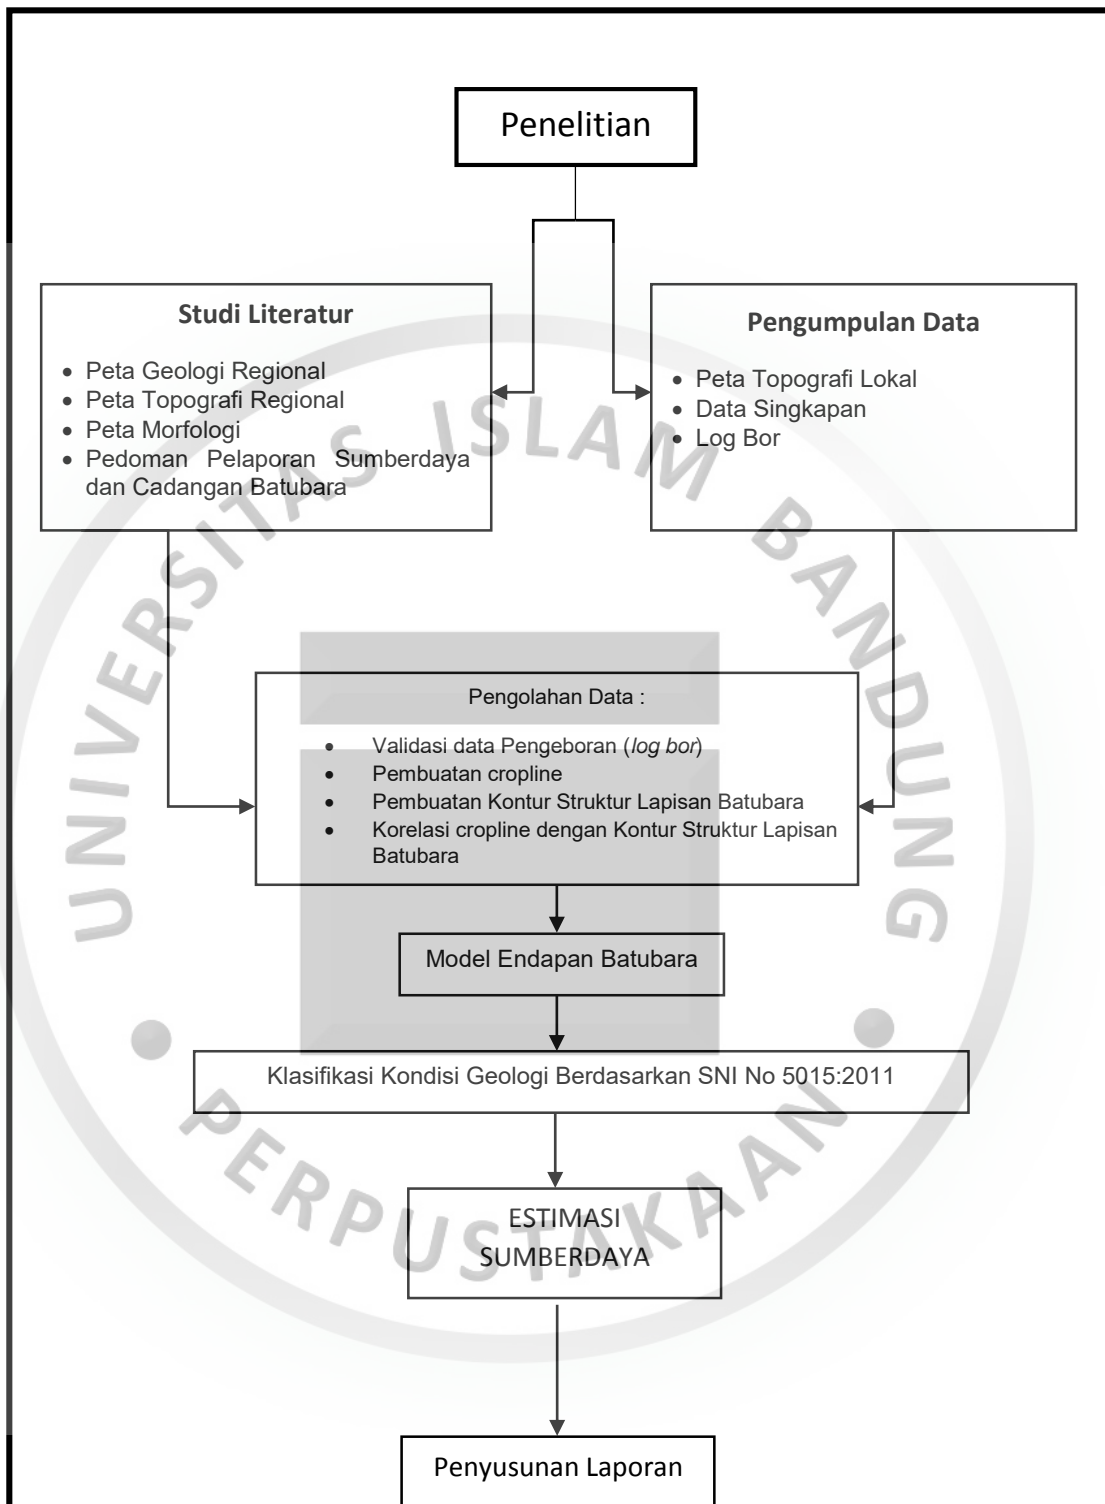 Penelitian
Studi Literatur
• Peta Geologi Regional
• Peta Topografi Regional
• Peta Morfologi
• Pedoman Pelaporan Sumberdaya
dan Cadangan Batubara
Pengumpulan Data
• Peta Topografi Lokal
• Data Singkapan
• Log Bor
Pengolahan Data :
• Validasi data Pengeboran (log bor)
• Pembuatan cropline
• Pembuatan Kontur Struktur Lapisan Batubara
• Korelasi cropline dengan Kontur Struktur Lapisan
Batubara
Model Endapan Batubara
Klasifikasi Kondisi Geologi Berdasarkan SNI No 5015:2011
ESTIMASI
SUMBERDAYA
Penyusunan Laporan
UNIVERSITAS ISLAM BANDUNG
• PERPUSTAKAAN •